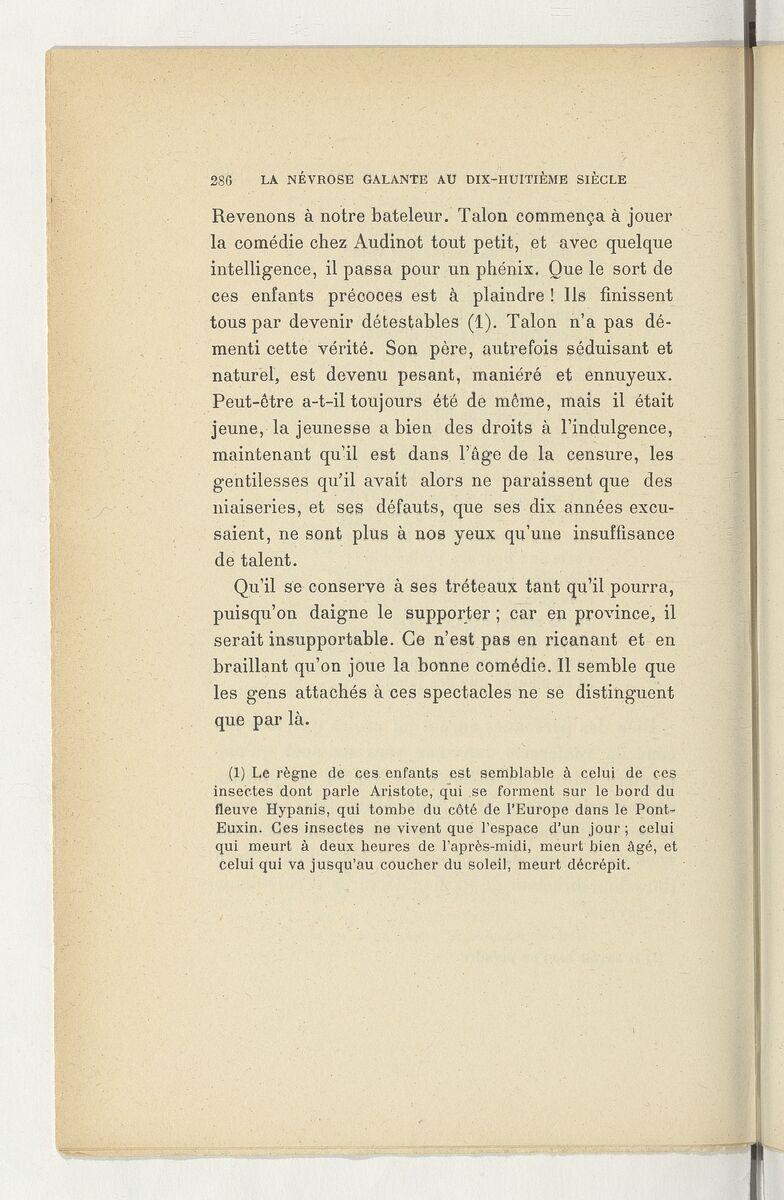 286 LA NÉVROSE GALANTE AU DIX-HUITIÈME SIÈCLE
Revenons à notre bateleur. Talon commença à jouer
la comédie chez Audinot tout petit, et avec quelque
intelligence, il passa pour un phénix. Que le sort de
ces enfants précoces est à plaindre ! Ils finissent
tous par devenir détestables (1). Talon n'a pas dé-
menti cette vérité. Son père, autrefois séduisant et
naturel, est devenu pesant, maniéré et ennuyeux.
Peut-être a-t-il toujours été de même, mais il était
jeune, la jeunesse a bien des droits à l'indulgence,
maintenant qu'il est dans l'âge de la censure, les
gentilesses qu'il avait alors ne paraissent que des
niaiseries, et ses défauts, que ses dix années excu-
saient, ne sont plus à nos yeux qu'une insuffisance
de talent.
Qu'il se conserve à ses tréteaux tant qu'il pourra,
puisqu'on daigne le supporter ; car en province, il
serait insupportable. Ce n'est pas en ricanant et en
braillant qu'on joue la bonne comédie. Il semble que
les gens attachés à ces spectacles ne se distinguent
que par là.
(1) Le règne de ces enfants est semblable à celui de ces
insectes dont parle Aristote, qui se forment sur le bord du
fleuve Hypanis, qui tombe du côté de l'Europe dans le Pont-
Euxin. Ces insectes ne vivent que l'espace d'un jour ; celui
qui meurt à deux heures de l'après-midi, meurt bien âgé, et
celui qui va jusqu'au coucher du soleil, meurt décrépit.